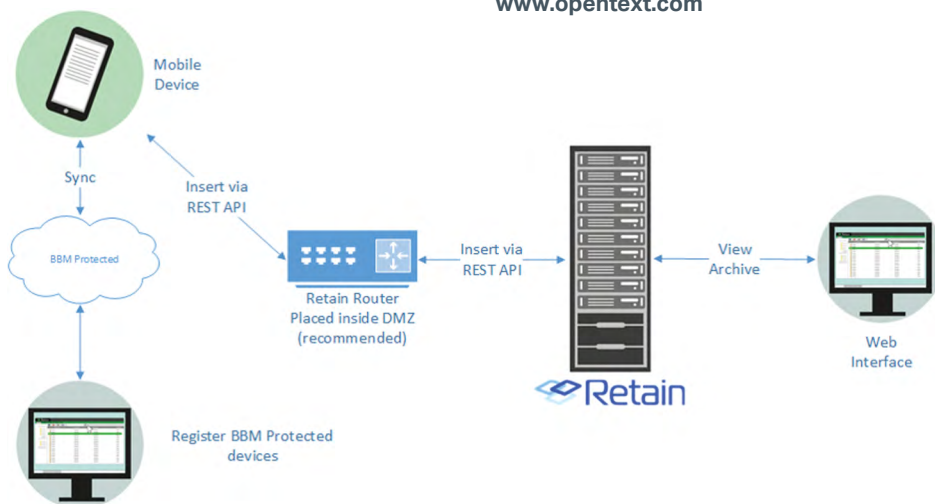 www.opentext.com
Mobile
Device
Sync
Insert via
REST API
BBM Protected
Insert via
REST API
View
Archive
Retain Router
Placed inside DMZ
(recommended)
Web
Interface
Retain
Register BBM Protected
devices